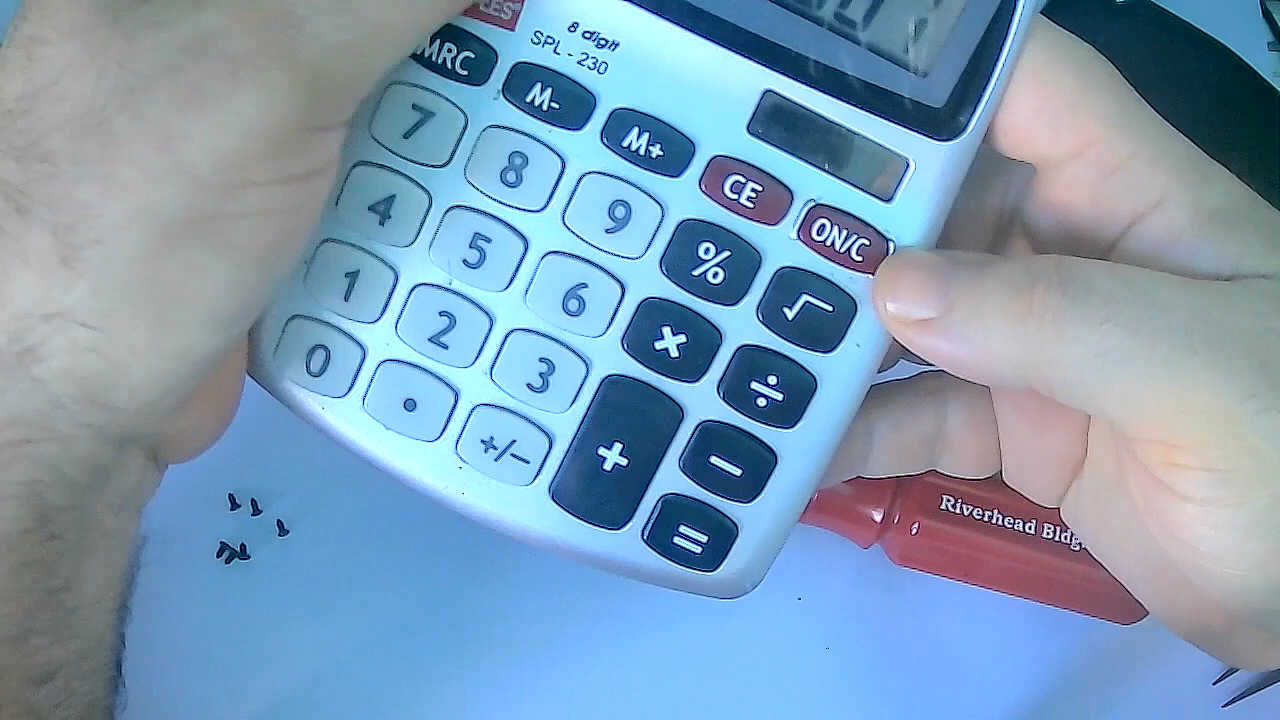 8 digit
SPL - 230
MRC
M-
M+
CE
ON/C
7
8
9
%
√
4
5
6
×
÷
1
2
3
+
−
0
•
+/−
=
Riverhead Bldg